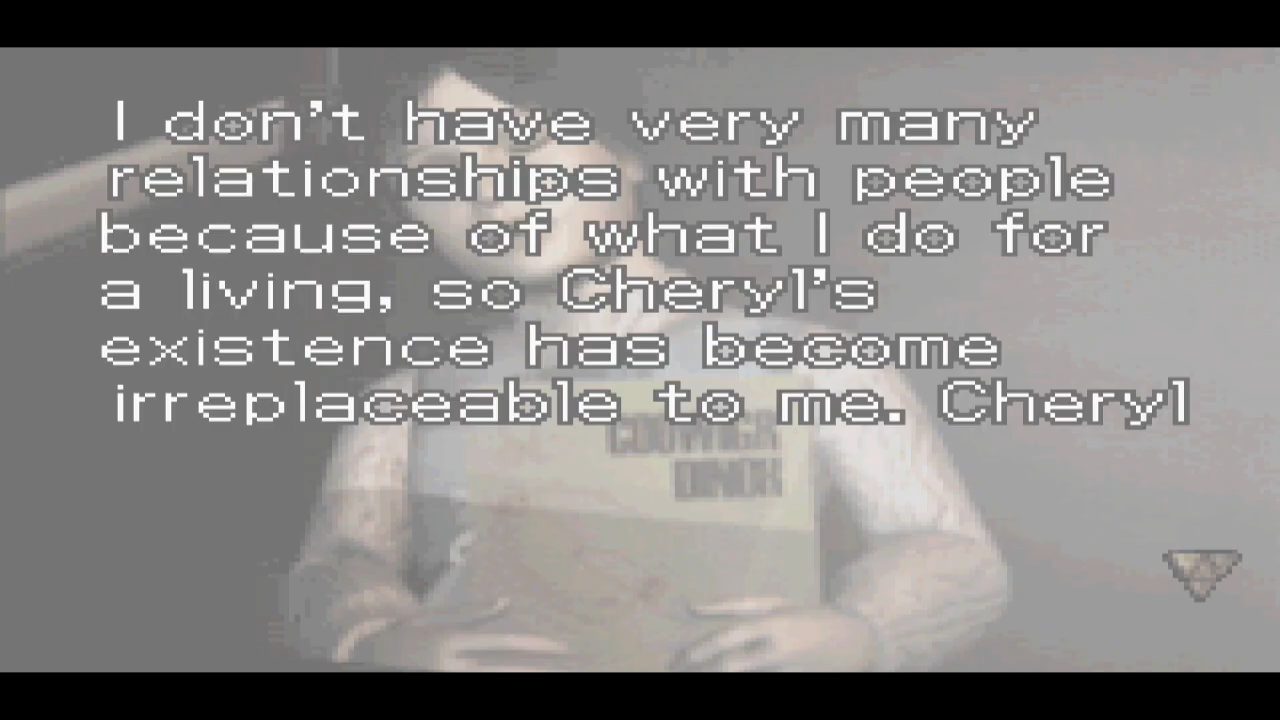 I don't have very many
relationships with people
because of what I do for
a living, so Cheryl's
existence has become
irreplaceable to me. Cheryl